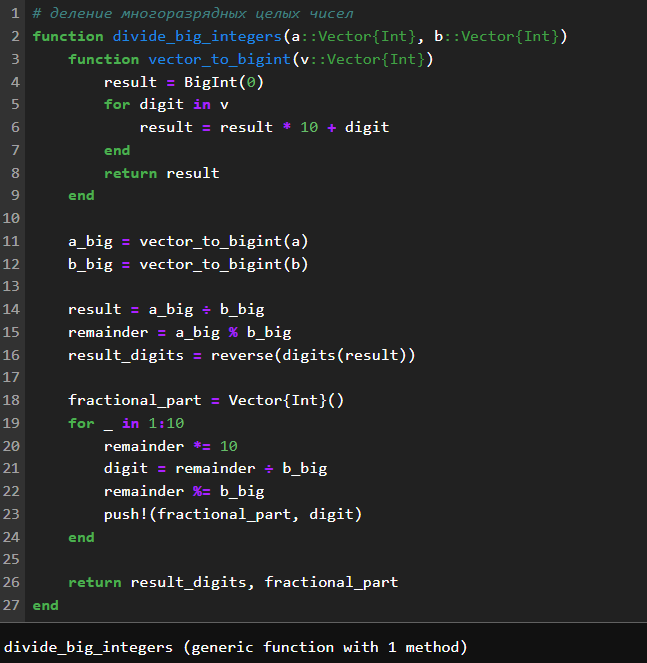 1 # деление многоразрядных целых чисел
2 function divide_big_integers(a::Vector{Int}, b::Vector{Int})
3     function vector_to_bigint(v::Vector{Int})
4         result = BigInt(0)
5         for digit in v
6             result = result * 10 + digit
7         end
8         return result
9     end
10
11     a_big = vector_to_bigint(a)
12     b_big = vector_to_bigint(b)
13
14     result = a_big ÷ b_big
15     remainder = a_big % b_big
16     result_digits = reverse(digits(result))
17
18     fractional_part = Vector{Int}()
19     for _ in 1:10
20         remainder *= 10
21         digit = remainder ÷ b_big
22         remainder %= b_big
23         push!(fractional_part, digit)
24     end
25
26     return result_digits, fractional_part
27 end
divide_big_integers (generic function with 1 method)